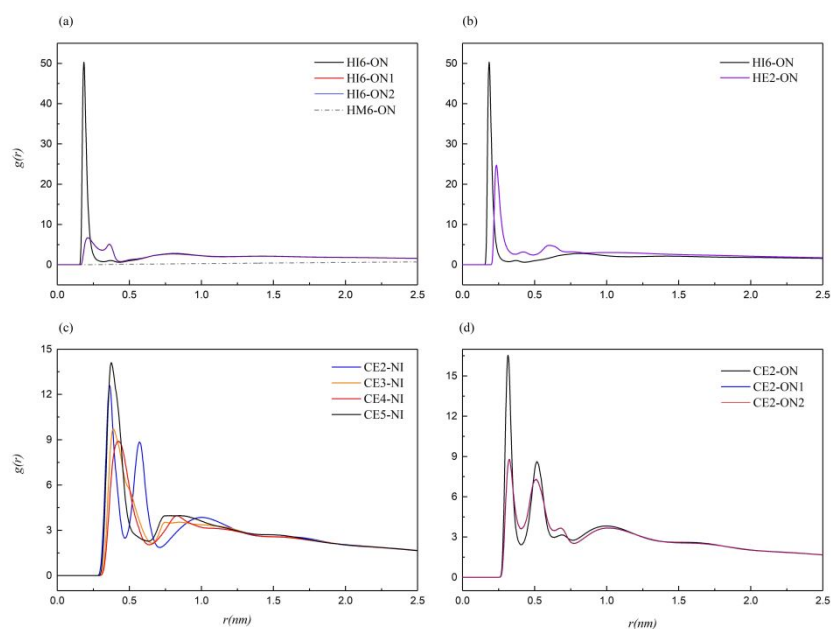 (a)
HI6-ON
HI6-ON1
HI6-ON2
HM6-ON
g(r)
50
40
30
20
10
0
0.0 0.5 1.0 1.5 2.0 2.5
(b)
HI6-ON
HE2-ON
50
40
30
20
10
0
0.0 0.5 1.0 1.5 2.0 2.5
(c)
CE2-NI
CE3-NI
CE4-NI
CE5-NI
g(r)
15
12
9
6
3
0
0.0 0.5 1.0 1.5 2.0 2.5
r(nm)
(d)
CE2-ON
CE2-ON1
CE2-ON2
15
12
9
6
3
0
0.0 0.5 1.0 1.5 2.0 2.5
r(nm)